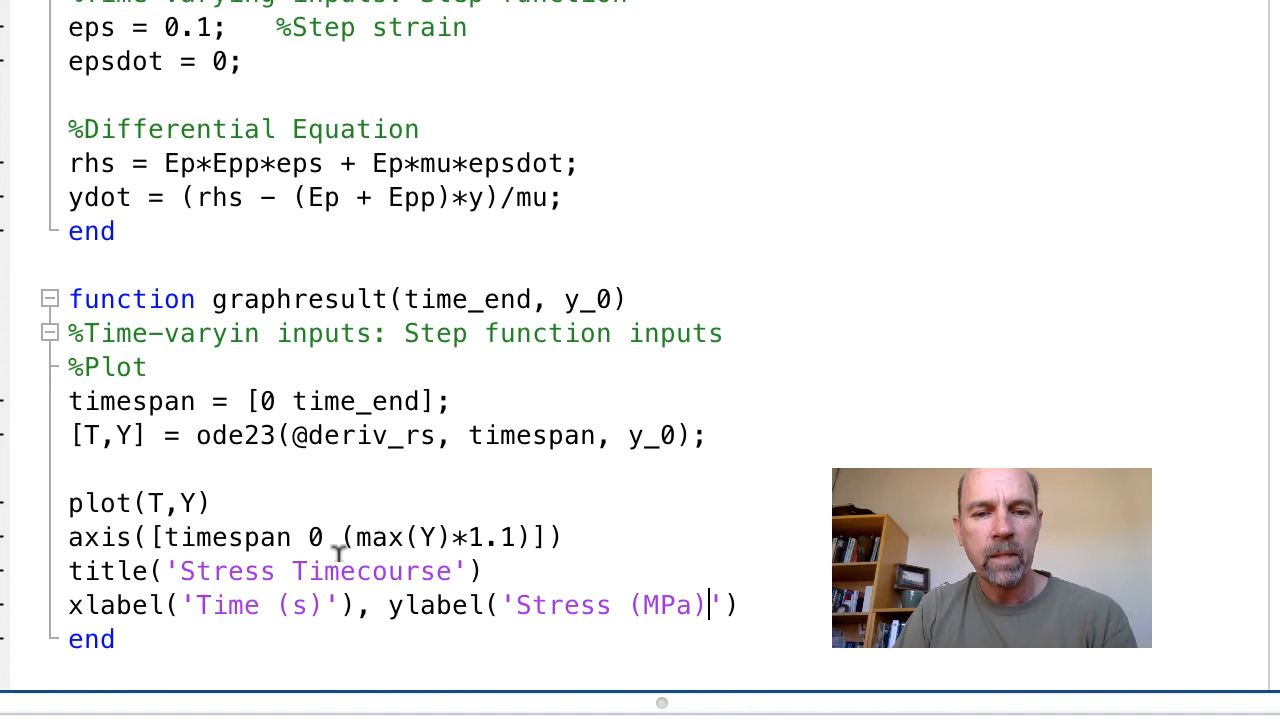 eps = 0.1;   %Step strain
epsdot = 0;
%Differential Equation
rhs = Ep*Epp*eps + Ep*mu*epsdot;
ydot = (rhs - (Ep + Epp)*y)/mu;
end
function graphresult(time_end, y_0)
%Time-varyin inputs: Step function inputs
%Plot
timespan = [0 time_end];
[T,Y] = ode23(@deriv_rs, timespan, y_0);
plot(T,Y)
axis([timespan 0 (max(Y)*1.1)])
title('Stress Timecourse')
xlabel('Time (s)'), ylabel('Stress (MPa)')
end